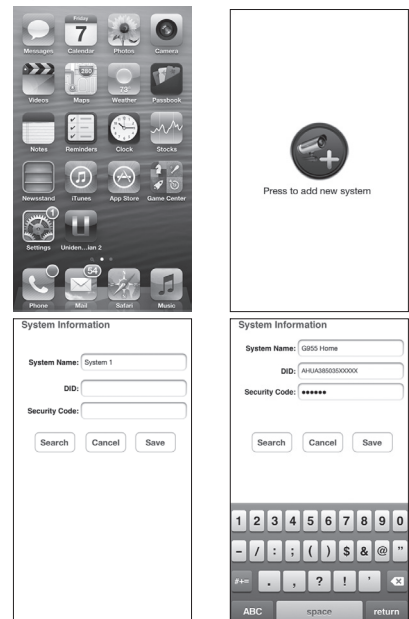 Friday
7
Messages Calendar Photos Camera
280
73°
Videos Maps Weather Passbook
Notes Reminders Clock Stocks
Newsstand iTunes App Store Game Center
1
Settings Uniden...ian 2
54
Phone Mail Safari Music
Press to add new system
System Information
System Name: System 1
DID:
Security Code:
Search Cancel Save
System Information
System Name: G955 Home
DID: AHUA385035XXXXX
Security Code: ••••••
Search Cancel Save
1 2 3 4 5 6 7 8 9 0
- / : ; ( ) $ & @ "
#+= . , ? ! '
ABC space return